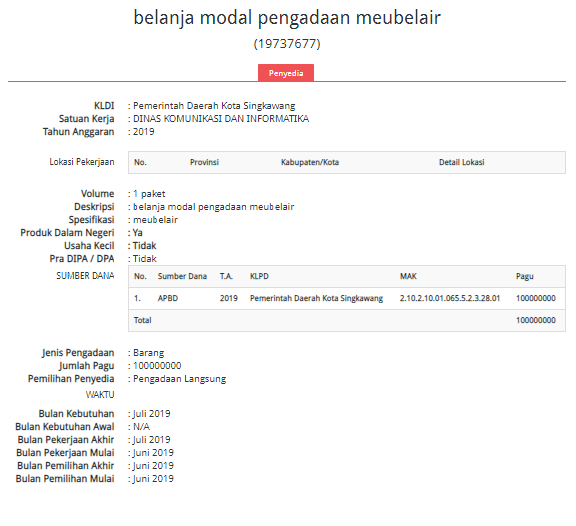 belanja modal pengadaan meubelair
(19737677)
Penyedia
KLDI : Pemerintah Daerah Kota Singkawang
Satuan Kerja : DINAS KOMUNIKASI DAN INFORMATIKA
Tahun Anggaran : 2019
Lokasi Pekerjaan No. Provinsi Kabupaten/Kota Detail Lokasi
Volume : 1 paket
Deskripsi : belanja modal pengadaan meubelair
Spesifikasi : meubelair
Produk Dalam Negeri : Ya
Usaha Kecil : Tidak
Pra DIPA / DPA : Tidak
SUMBER DANA No. Sumber Dana T.A. KLPD MAK Pagu
1. APBD 2019 Pemerintah Daerah Kota Singkawang 2.10.2.10.01.065.5.2.3.28.01 100000000
Total 100000000
Jenis Pengadaan : Barang
Jumlah Pagu : 100000000
Pemilihan Penyedia : Pengadaan Langsung
WAKTU
Bulan Kebutuhan : Juli 2019
Bulan Kebutuhan Awal : N/A
Bulan Pekerjaan Akhir : Juli 2019
Bulan Pekerjaan Mulai : Juni 2019
Bulan Pemilihan Akhir : Juni 2019
Bulan Pemilihan Mulai : Juni 2019